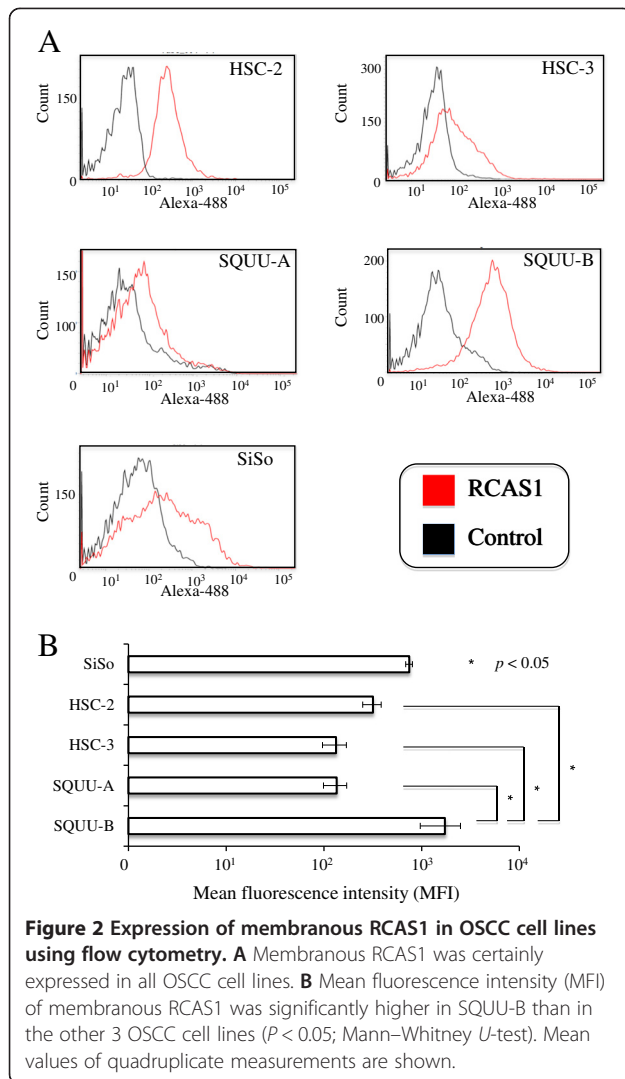 A
HSC-2
150
Count
0
10¹ 10² 10³ 10⁴ 10⁵
Alexa-488
HSC-3
300
150
Count
0
10¹ 10² 10³ 10⁴ 10⁵
Alexa-488
SQUU-A
150
100
Count
0
10¹ 10² 10³ 10⁴ 10⁵
Alexa-488
SQUU-B
200
100
Count
0
10¹ 10² 10³ 10⁴ 10⁵
Alexa-488
SiSo
150
Count
0
10¹ 10² 10³ 10⁴ 10⁵
Alexa-488
RCAS1
Control
B
SiSo
HSC-2
HSC-3
SQUU-A
SQUU-B
* p < 0.05
*
*
*
0 10¹ 10² 10³ 10⁴
Mean fluorescence intensity (MFI)
Figure 2 Expression of membranous RCAS1 in OSCC cell lines
using flow cytometry. A Membranous RCAS1 was certainly
expressed in all OSCC cell lines. B Mean fluorescence intensity (MFI)
of membranous RCAS1 was significantly higher in SQUU-B than in
the other 3 OSCC cell lines (P < 0.05; Mann–Whitney U-test). Mean
values of quadruplicate measurements are shown.